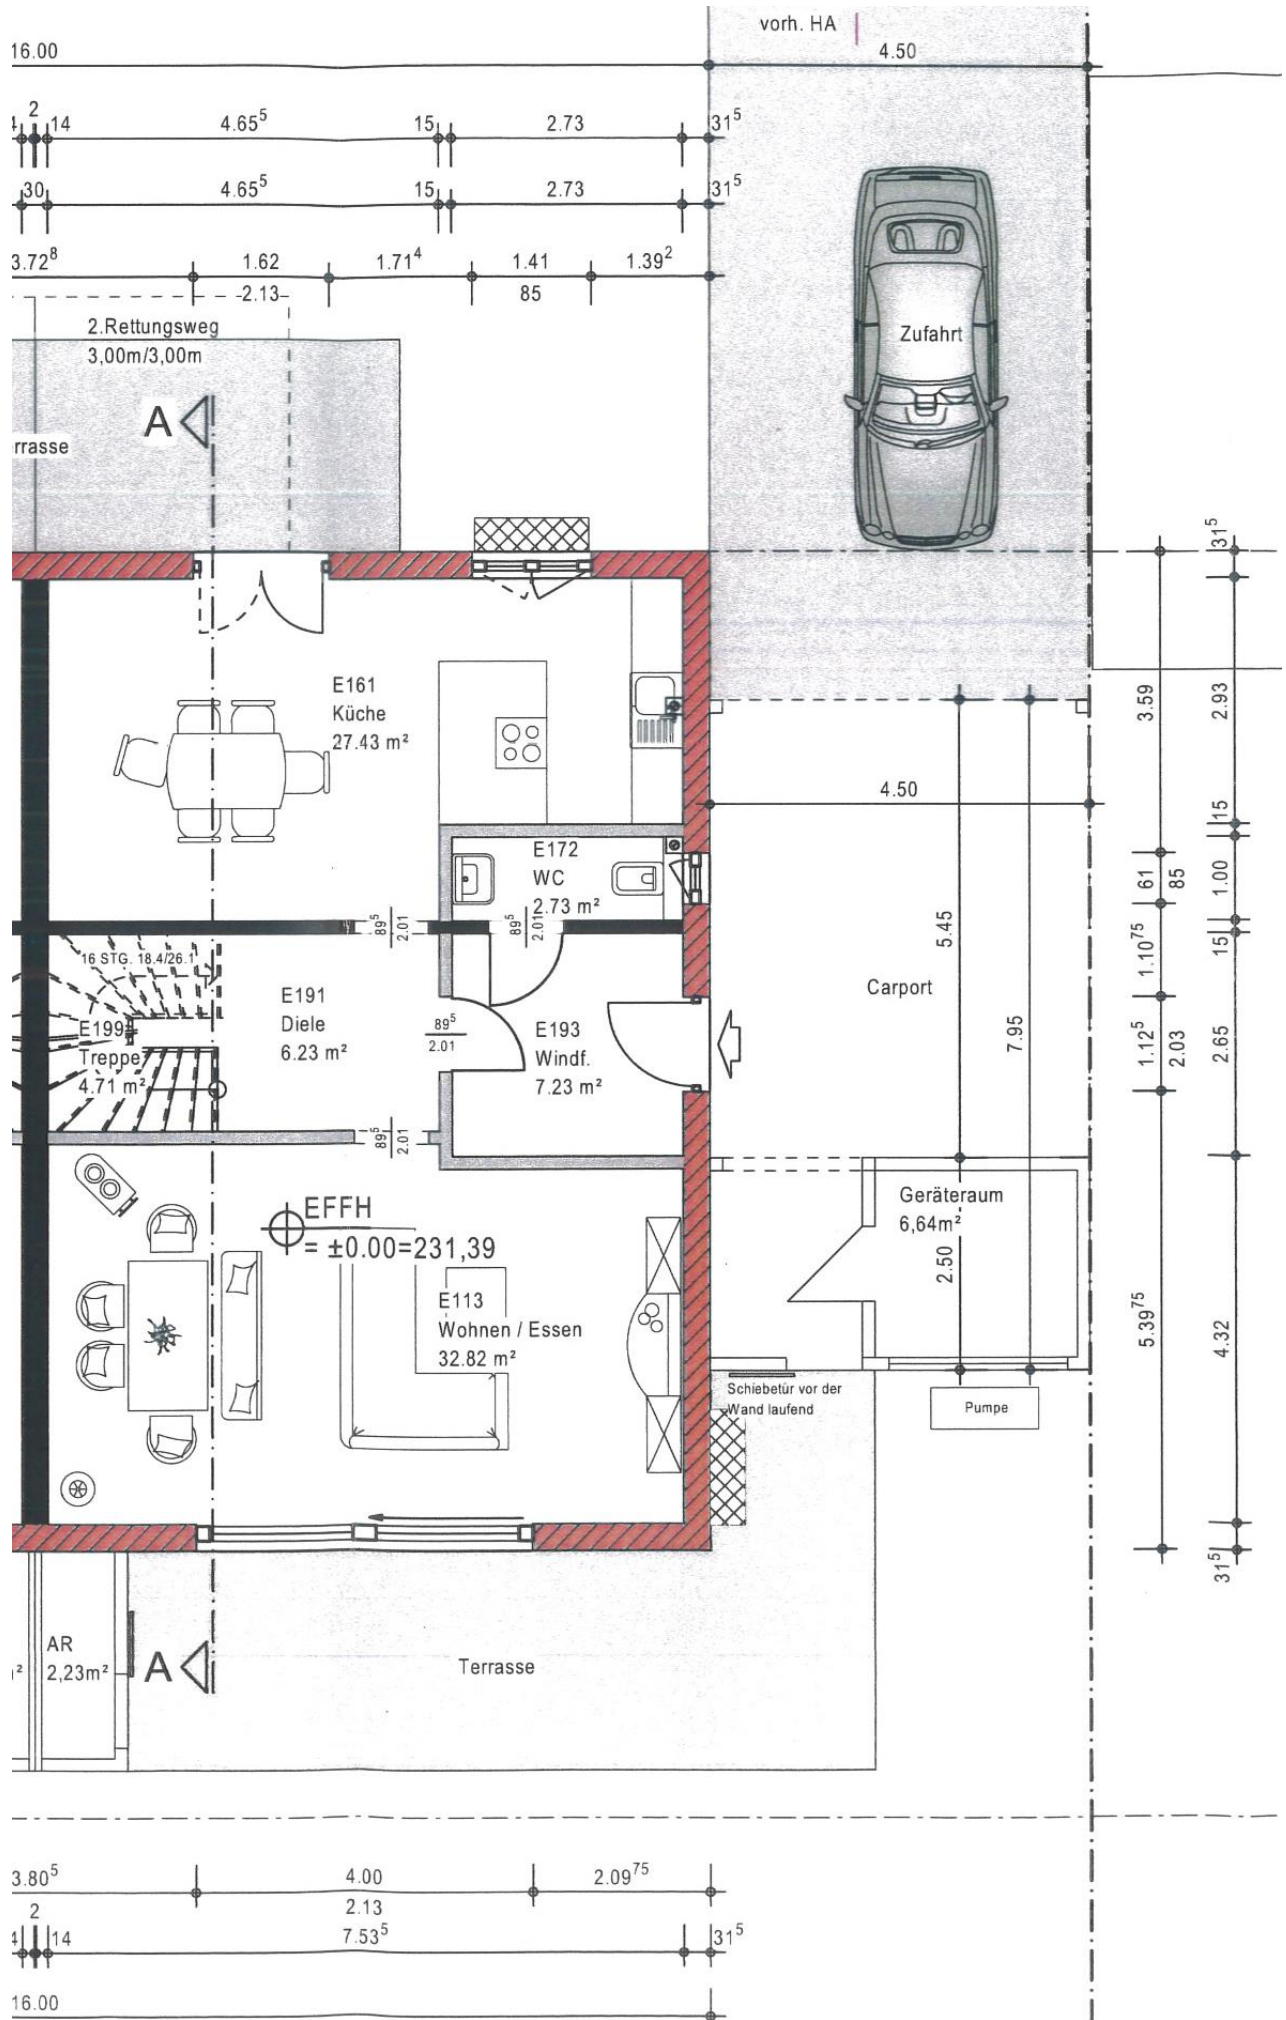 vorh. HA
16.00
4.50
2
4 14 4.65⁵ 15 2.73 31⁵
30 4.65⁵ 15 2.73 31⁵
3.72⁸ 1.62 1.71⁴ 1.41 1.39²
2.13 85
2.Rettungsweg
3,00m/3,00m
Zufahrt
A
errasse
31⁵
E161
Küche
27.43 m²
3.59
2.93
4.50
15
E172
WC
2.73 m²
61
85
1.00
89⁵
2.01
89⁵
2.01
5.45
1.10⁷⁵
15
16 STG. 18.4/26.1
Carport
E191
Diele
6.23 m²
E199
Treppe
4.71 m²
89⁵
2.01
E193
Windf.
7.23 m²
7.95
1.12⁵
2.03
2.65
89⁵
2.01
Geräteraum
6,64m²
EFFH
= ±0.00=231,39
2.50
E113
Wohnen / Essen
32.82 m²
5.39⁷⁵
4.32
Schiebetür vor der
Wand laufend
Pumpe
31⁵
AR
2,23m²
²
A
Terrasse
3.80⁵ 4.00 2.09⁷⁵
2.13
2
4 14 7.53⁵ 31⁵
16.00